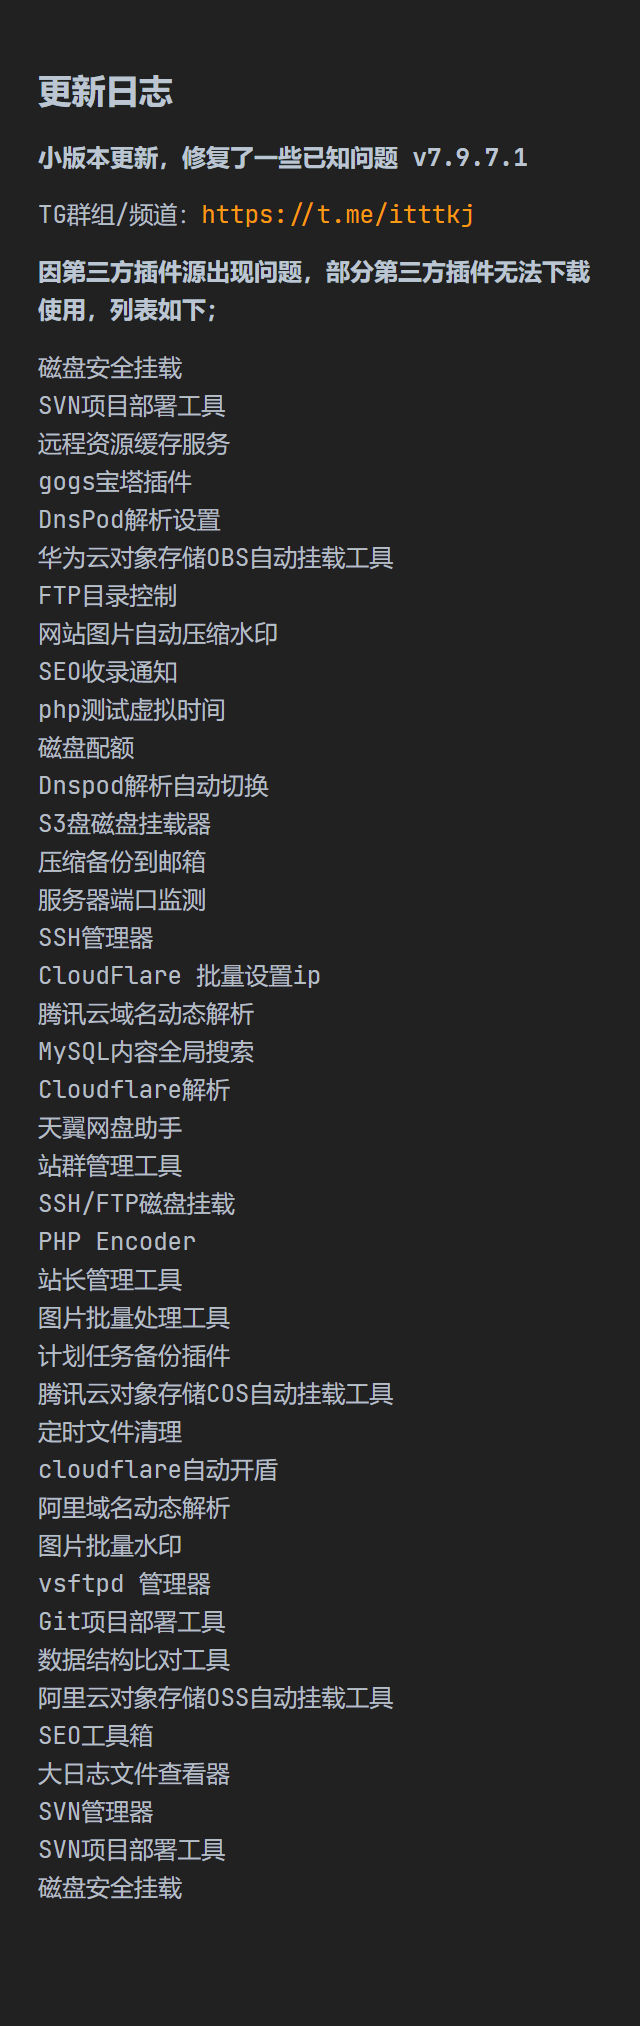 更新日志
小版本更新，修复了一些已知问题 v7.9.7.1
TG群组/频道：https://t.me/itttkj
因第三方插件源出现问题，部分第三方插件无法下载
使用，列表如下；
磁盘安全挂载
SVN项目部署工具
远程资源缓存服务
gogs宝塔插件
DnsPod解析设置
华为云对象存储OBS自动挂载工具
FTP目录控制
网站图片自动压缩水印
SEO收录通知
php测试虚拟时间
磁盘配额
Dnspod解析自动切换
S3盘磁盘挂载器
压缩备份到邮箱
服务器端口监测
SSH管理器
CloudFlare 批量设置ip
腾讯云域名动态解析
MySQL内容全局搜索
Cloudflare解析
天翼网盘助手
站群管理工具
SSH/FTP磁盘挂载
PHP Encoder
站长管理工具
图片批量处理工具
计划任务备份插件
腾讯云对象存储COS自动挂载工具
定时文件清理
cloudflare自动开盾
阿里域名动态解析
图片批量水印
vsftpd 管理器
Git项目部署工具
数据结构比对工具
阿里云对象存储OSS自动挂载工具
SEO工具箱
大日志文件查看器
SVN管理器
SVN项目部署工具
磁盘安全挂载